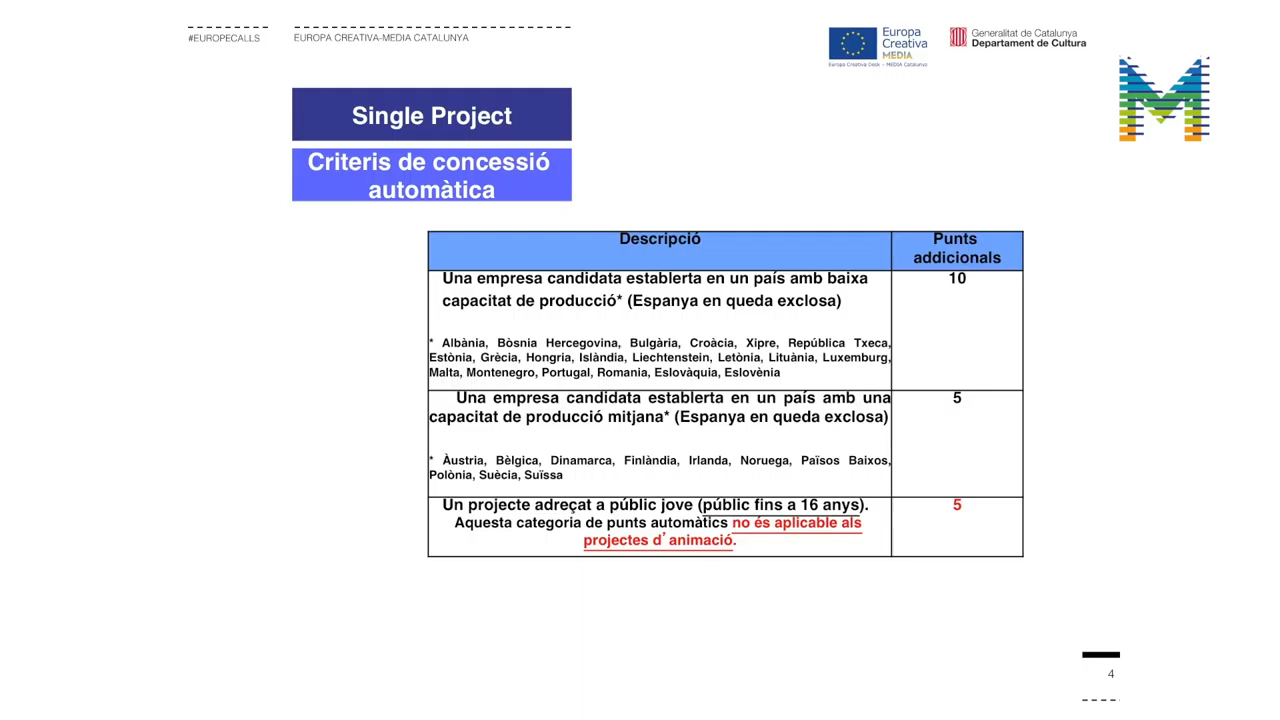 #EUROPECALLS
EUROPA CREATIVA-MEDIA CATALUNYA
Europa
Creativa
MEDIA
Europa Creativa Desk – MEDIA Catalunya
Generalitat de Catalunya
Departament de Cultura
Single Project
Criteris de concessió
automàtica
Descripció
Punts
addicionals
Una empresa candidata establerta en un país amb baixa
capacitat de producció* (Espanya en queda exclosa)
10
* Albània, Bòsnia Hercegovina, Bulgària, Croàcia, Xipre, República Txeca,
Estònia, Grècia, Hongria, Islàndia, Liechtenstein, Letònia, Lituània, Luxemburg,
Malta, Montenegro, Portugal, Romania, Eslovàquia, Eslovènia
Una empresa candidata establerta en un país amb una
capacitat de producció mitjana* (Espanya en queda exclosa)
5
* Àustria, Bèlgica, Dinamarca, Finlàndia, Irlanda, Noruega, Països Baixos,
Polònia, Suècia, Suïssa
Un projecte adreçat a públic jove (públic fins a 16 anys).
Aquesta categoria de punts automàtics no és aplicable als
projectes d’animació.
5
4